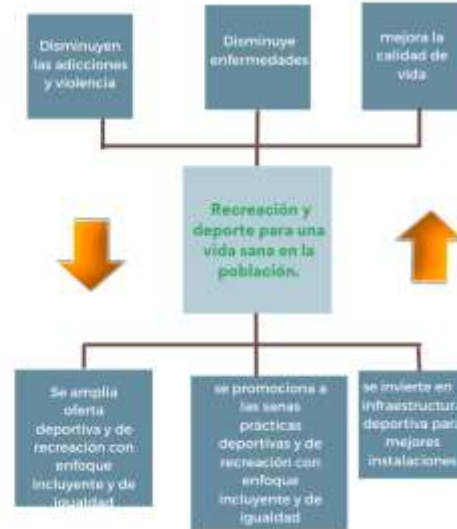 Disminuyen
las adicciones
y violencia
Disminuye
enfermedades
mejora la
calidad de
vida
Recreación y
deporte para una
vida sana en la
población.
Se amplia
oferta
deportiva y de
recreación con
enfoque
incluyente y de
igualdad
se promociona a
las sanas
prácticas
deportivas y de
recreación con
enfoque
incluyente y de
igualdad
se invierte en
infraestructura
deportiva para
mejores
instalaciones